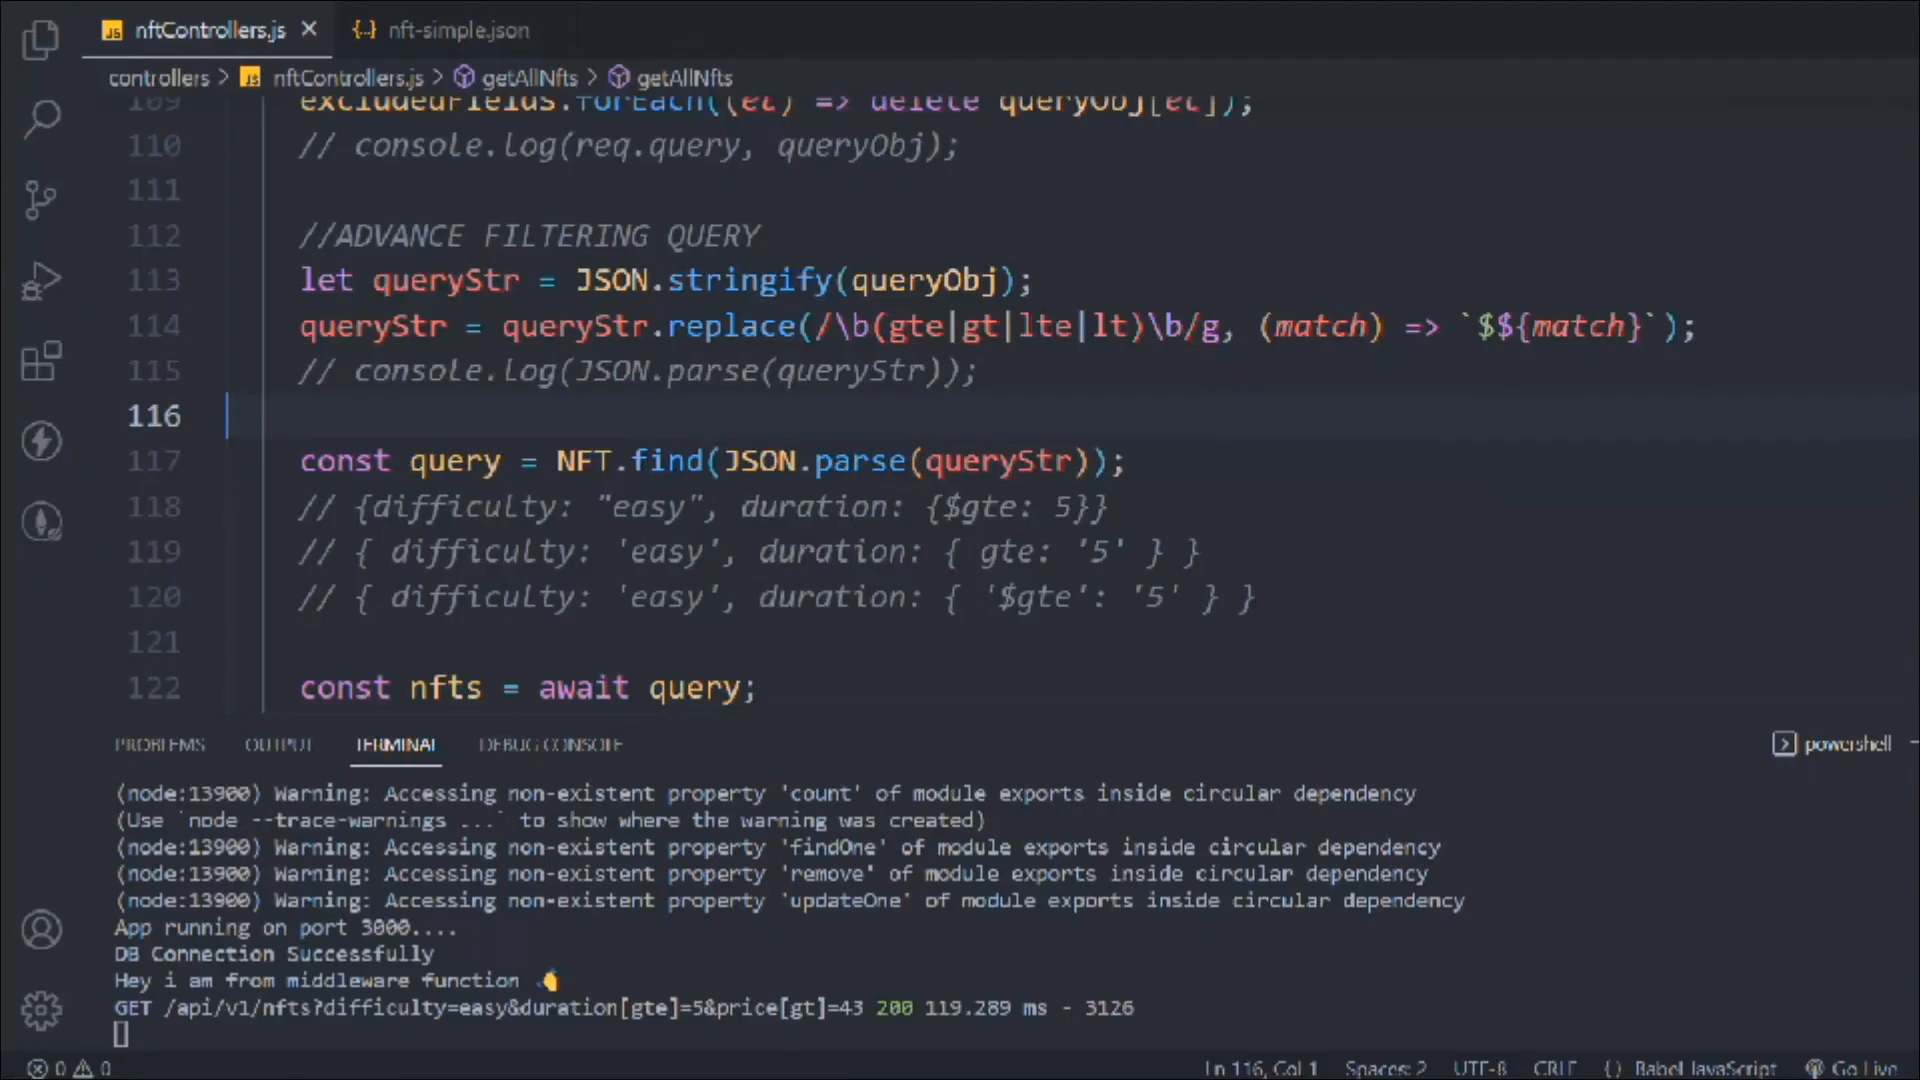 nftControllers.js
nft-simple.json
controllers > nftControllers.js > getAllNfts > getAllNfts
109 excludedFields.forEach((el) => delete queryObj[el]);
110 // console.log(req.query, queryObj);
111
112 //ADVANCE FILTERING QUERY
113 let queryStr = JSON.stringify(queryObj);
114 queryStr = queryStr.replace(/\b(gte|gt|lte|lt)\b/g, (match) => `$${match}`);
115 // console.log(JSON.parse(queryStr));
116
117 const query = NFT.find(JSON.parse(queryStr));
118 // {difficulty: "easy", duration: {$gte: 5}}
119 // { difficulty: 'easy', duration: { gte: '5' } }
120 // { difficulty: 'easy', duration: { '$gte': '5' } }
121
122 const nfts = await query;
PROBLEMS OUTPUT TERMINAL DEBUG CONSOLE
powershell
(node:13900) Warning: Accessing non-existent property 'count' of module exports inside circular dependency
(Use `node --trace-warnings ...` to show where the warning was created)
(node:13900) Warning: Accessing non-existent property 'findOne' of module exports inside circular dependency
(node:13900) Warning: Accessing non-existent property 'remove' of module exports inside circular dependency
(node:13900) Warning: Accessing non-existent property 'updateOne' of module exports inside circular dependency
App running on port 3000....
DB Connection Successfully
Hey i am from middleware function 👈
GET /api/v1/nfts?difficulty=easy&duration[gte]=5&price[gt]=43 200 119.289 ms - 3126
0 0
Ln 116, Col 1 Spaces: 2 UTF-8 CRLF {} Babel JavaScript Go Live